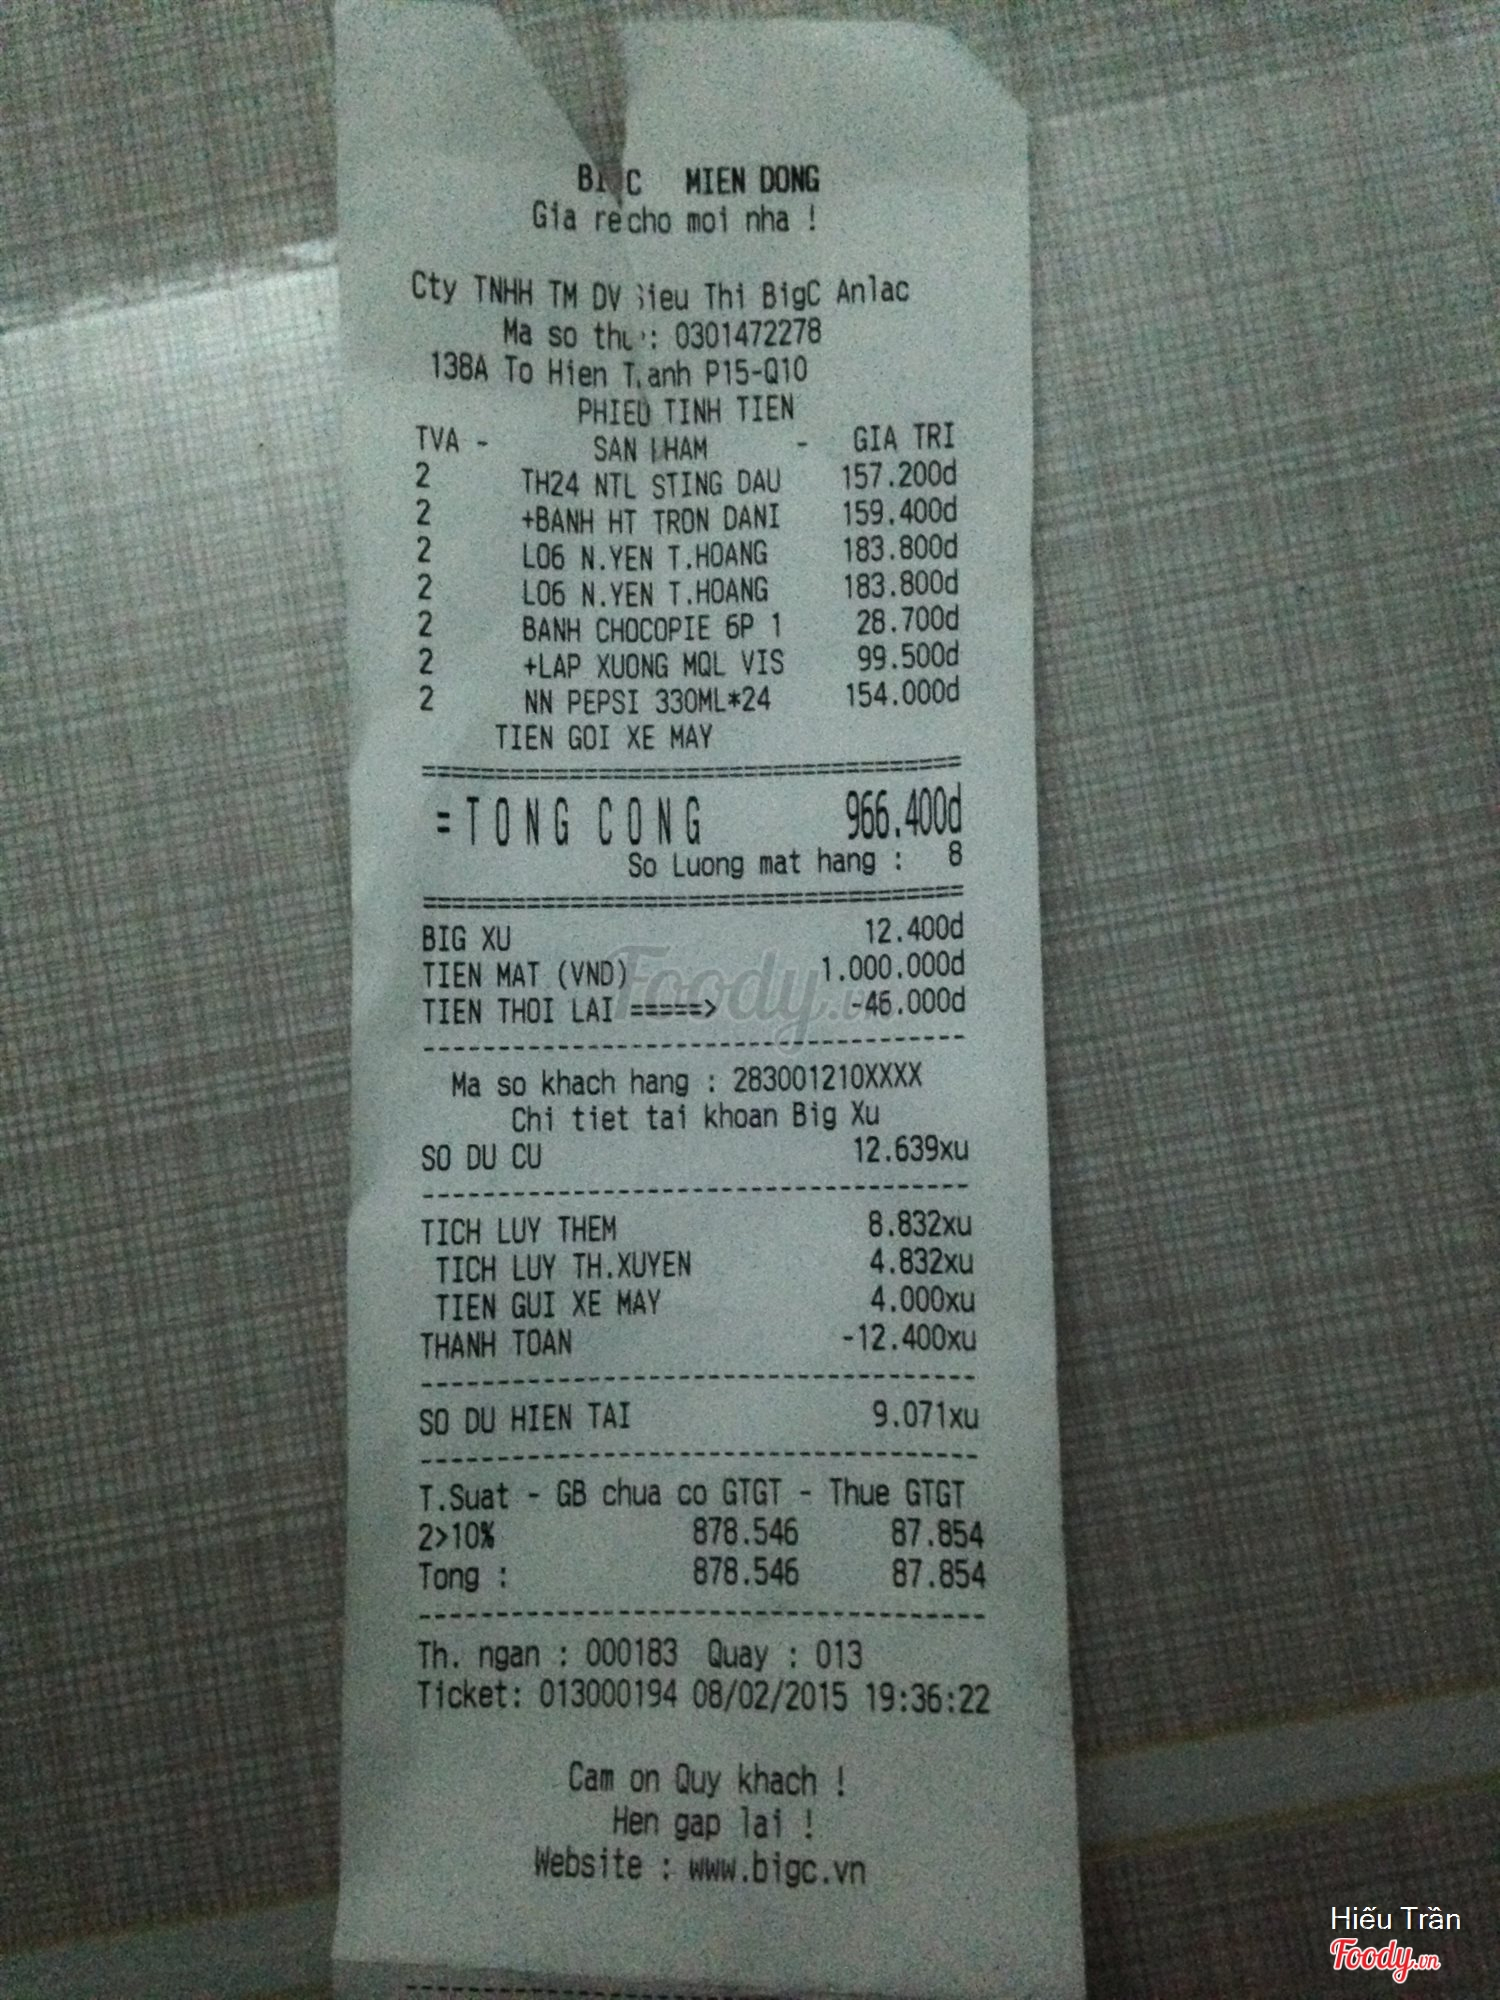 BIGC MIEN DONG
Gia re cho moi nha !
Cty TNHH TM DV Sieu Thi BigC Anlac
Ma so thue: 0301472278
138A To Hien Thanh P15-Q10
PHIEU TINH TIEN
TVA - SAN PHAM - GIA TRI
2 TH24 NTL STING DAU 157.200d
2 +BANH HT TRON DANI 159.400d
2 LO6 N.YEN T.HOANG 183.800d
2 LO6 N.YEN T.HOANG 183.800d
2 BANH CHOCOPIE 6P 1 28.700d
2 +LAP XUONG MQL VIS 99.500d
2 NN PEPSI 330ML*24 154.000d
TIEN GOI XE MAY
=TONG CONG 966.400d
So Luong mat hang : 8
BIG XU 12.400d
TIEN MAT (VND) 1.000.000d
TIEN THOI LAI =====> -46.000d
Ma so khach hang : 283001210XXXX
Chi tiet tai khoan Big Xu
SO DU CU 12.639xu
TICH LUY THEM 8.832xu
TICH LUY TH.XUYEN 4.832xu
TIEN GUI XE MAY 4.000xu
THANH TOAN -12.400xu
SO DU HIEN TAI 9.071xu
T.Suat - GB chua co GTGT - Thue GTGT
2>10% 878.546 87.854
Tong : 878.546 87.854
Th. ngan : 000183 Quay : 013
Ticket: 013000194 08/02/2015 19:36:22
Cam on Quy khach !
Hen gap lai !
Website : www.bigc.vn
Foody.vn
Hiếu Trần
Foody.vn